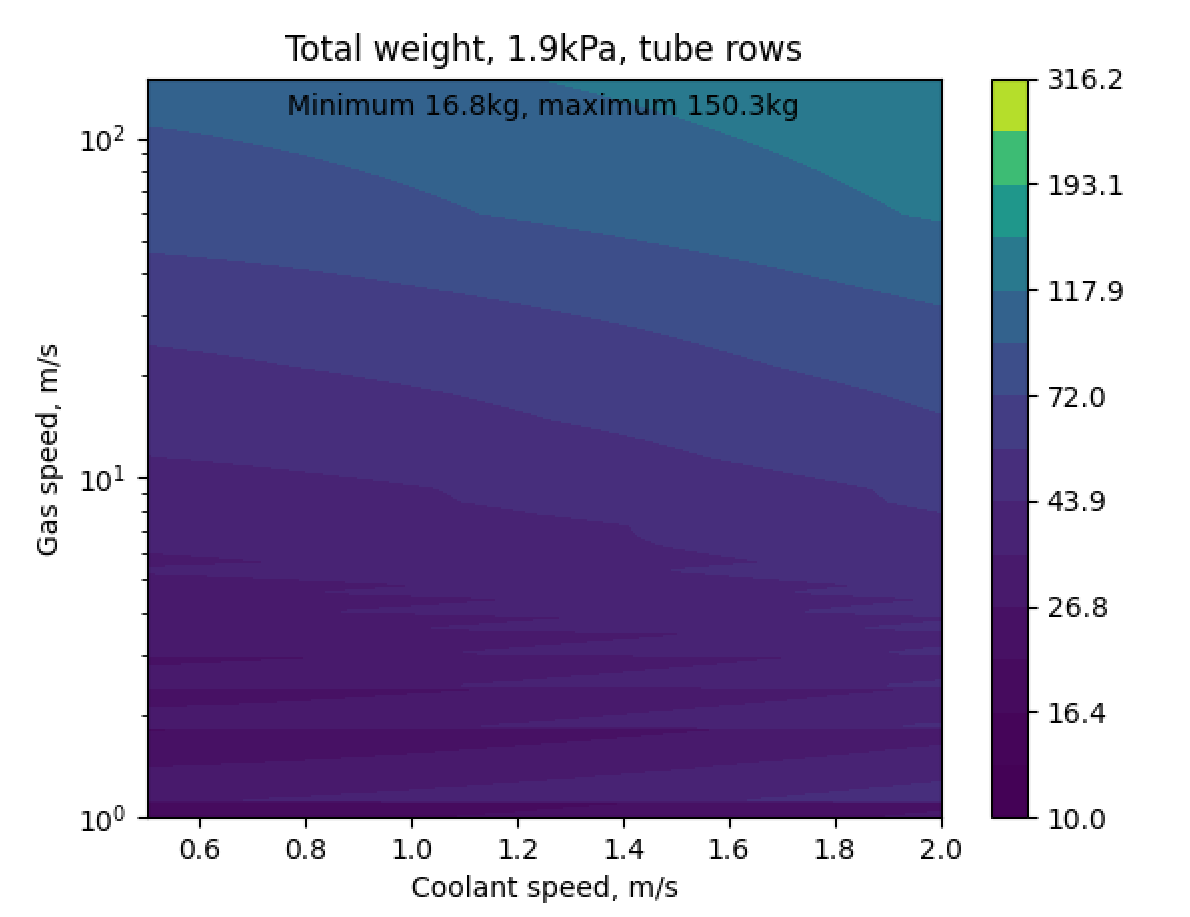 Total weight, 1.9kPa, tube rows
Minimum 16.8kg, maximum 150.3kg
Gas speed, m/s
10²
10¹
10⁰
0.6 0.8 1.0 1.2 1.4 1.6 1.8 2.0
Coolant speed, m/s
316.2
193.1
117.9
72.0
43.9
26.8
16.4
10.0